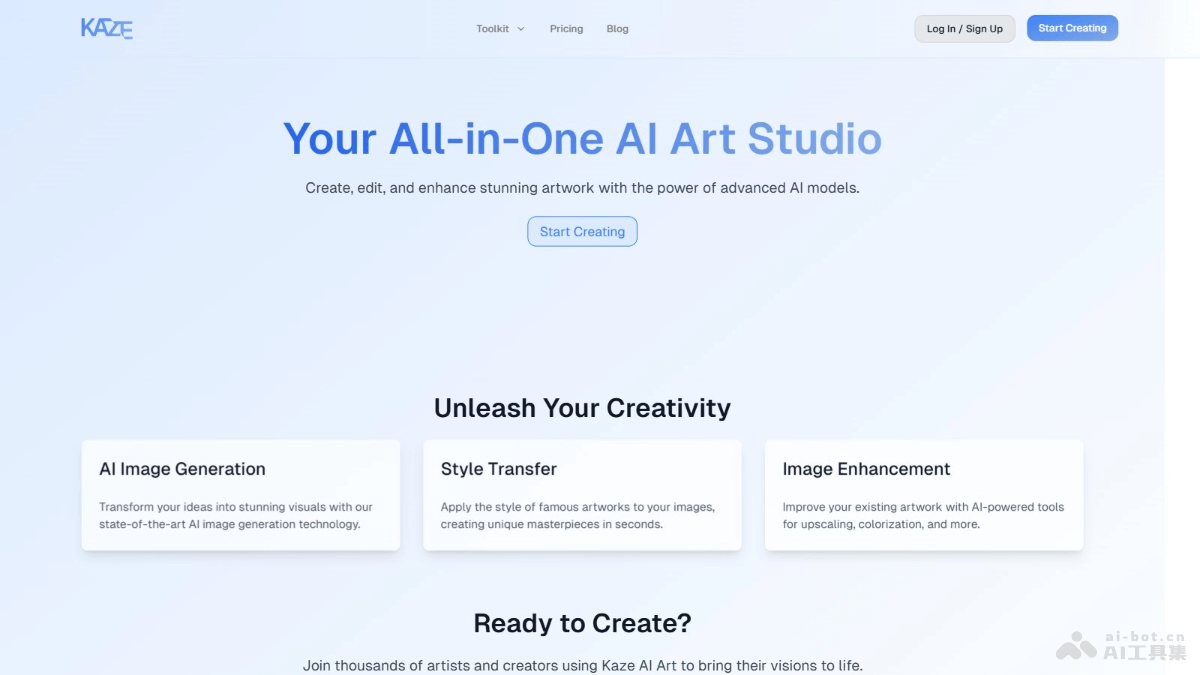 KAZE
Toolkit
Pricing
Blog
Log In / Sign Up
Start Creating
Your All-in-One AI Art Studio
Create, edit, and enhance stunning artwork with the power of advanced AI models.
Start Creating
Unleash Your Creativity
AI Image Generation
Transform your ideas into stunning visuals with our
state-of-the-art AI image generation technology.
Style Transfer
Apply the style of famous artworks to your images,
creating unique masterpieces in seconds.
Image Enhancement
Improve your existing artwork with AI-powered tools
for upscaling, colorization, and more.
Ready to Create?
Join thousands of artists and creators using Kaze AI Art to bring their visions to life.
ai-bot.cn
AI工具集